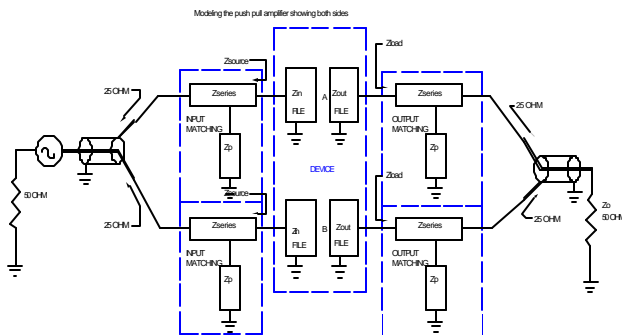 Modeling the push pull amplifier showing both sides
Zload
Zsource
25 OHM
Zseries
Zin
FILE
A
Zout
FILE
Zseries
25 OHM
INPUT
MATCHING
OUTPUT
MATCHING
Zp
Zp
DEVICE
Zload
50 OHM
Zsource
Zo
50 OHM
25 OHM
Zseries
Zin
FILE
B
Zout
FILE
Zseries
25 OHM
INPUT
MATCHING
OUTPUT
MATCHING
Zp
Zp